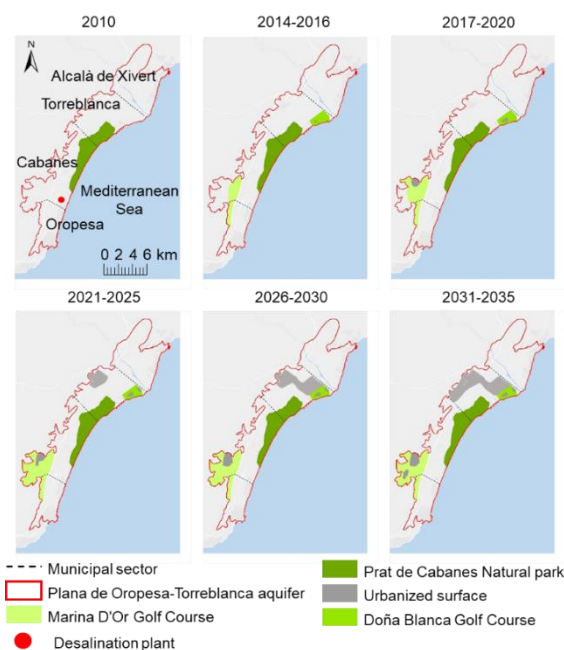 2010
2014-2016
2017-2020
N
Alcalà de Xivert
Torreblanca
Cabanes
Mediterranean
Sea
Oropesa
0 2 4 6 km
2021-2025
2026-2030
2031-2035
Municipal sector
Plana de Oropesa-Torreblanca aquifer
Marina D'Or Golf Course
Desalination plant
Prat de Cabanes Natural park
Urbanized surface
Doña Blanca Golf Course